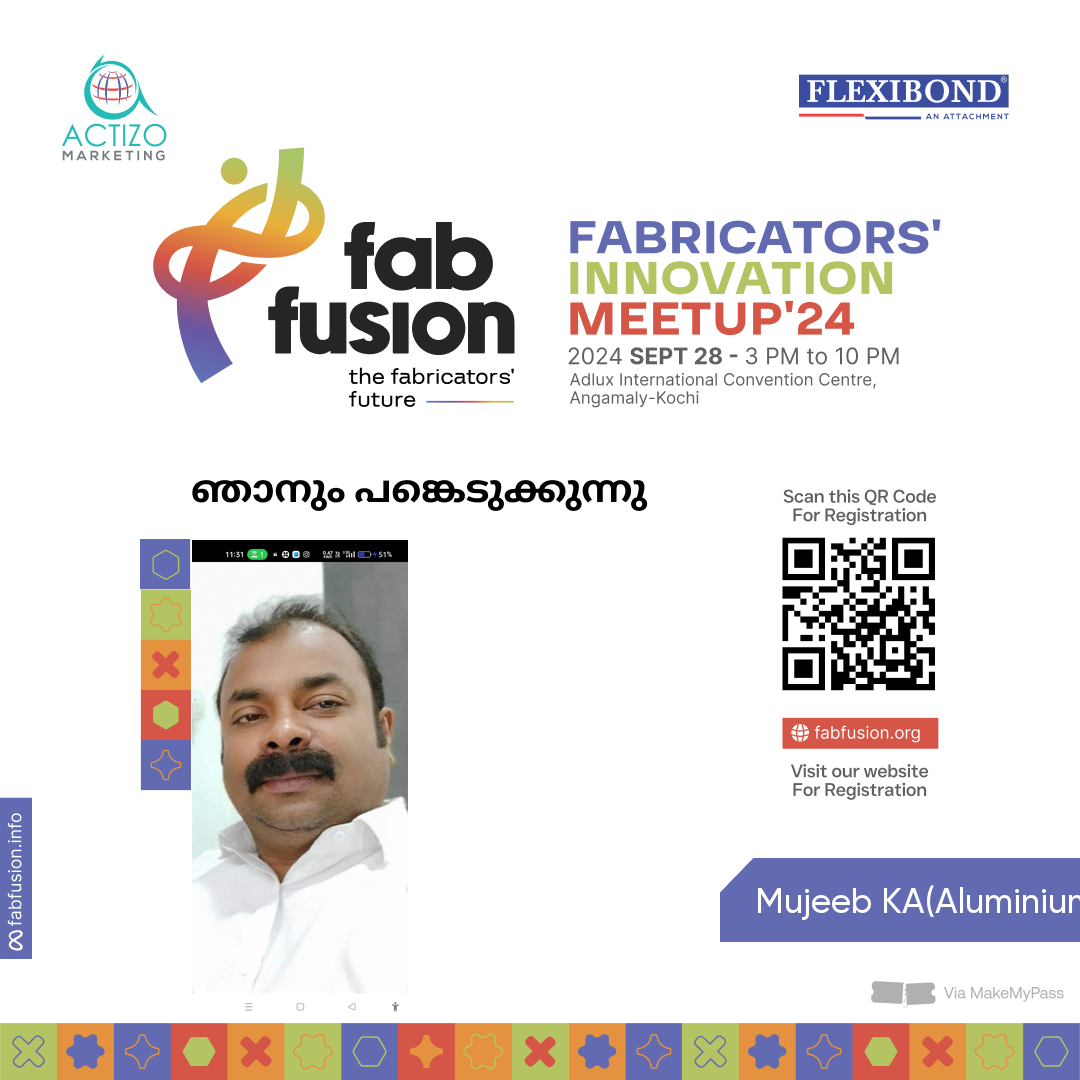 ACTIZO
MARKETING
FLEXIBOND®
AN ATTACHMENT
fab
fusion
the fabricators'
future
FABRICATORS'
INNOVATION
MEETUP'24
2024 SEPT 28 - 3 PM to 10 PM
Adlux International Convention Centre,
Angamaly-Kochi
ഞാനും പങ്കെടുക്കുന്നു
Scan this QR Code
For Registration
11:31
1
51%
fabfusion.org
Visit our website
For Registration
fabfusion.info
Mujeeb KA(Aluminiu
Via MakeMyPass